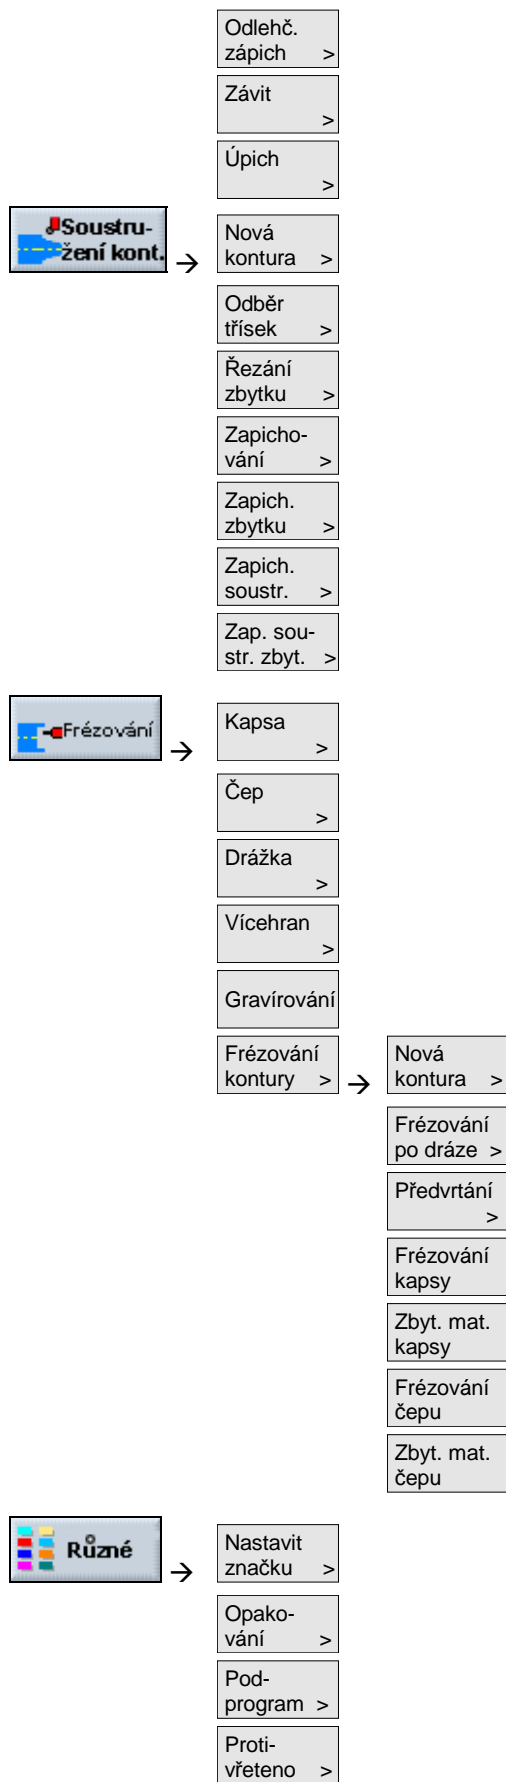 Odlehč.
zápich >
Závit
>
Úpich
>
Soustru-
žení kont.
→
Nová
kontura >
Odběr
třísek >
Řezání
zbytku >
Zapicho-
vání >
Zapich.
zbytku >
Zapich.
soustr. >
Zap. sou-
str. zbyt. >
Frézování
→
Kapsa
>
Čep
>
Drážka
>
Vícehran
>
Gravírování
Frézování
kontury >
→
Nová
kontura >
Frézování
po dráze >
Předvrtání
>
Frézování
kapsy
Zbyt. mat.
kapsy
Frézování
čepu
Zbyt. mat.
čepu
Různé
→
Nastavit
značku >
Opako-
vání >
Pod-
program >
Proti-
vřeteno >